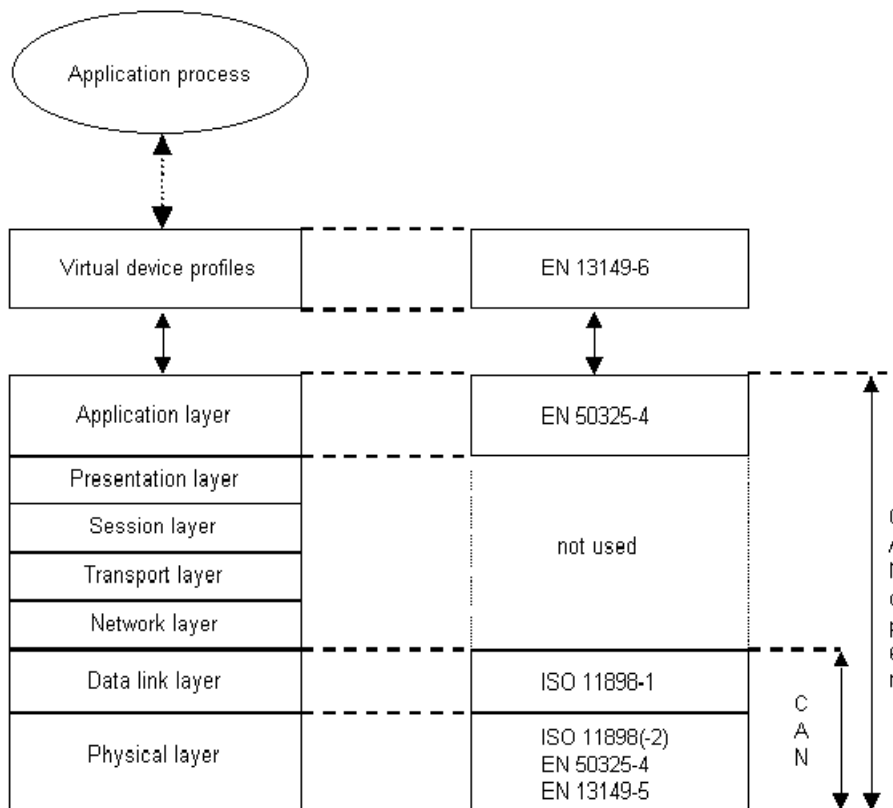 Application process
Virtual device profiles
EN 13149-6
Application layer
EN 50325-4
Presentation layer
Session layer
Transport layer
Network layer
not used
Data link layer
ISO 11898-1
Physical layer
ISO 11898(-2)
EN 50325-4
EN 13149-5
C
A
N